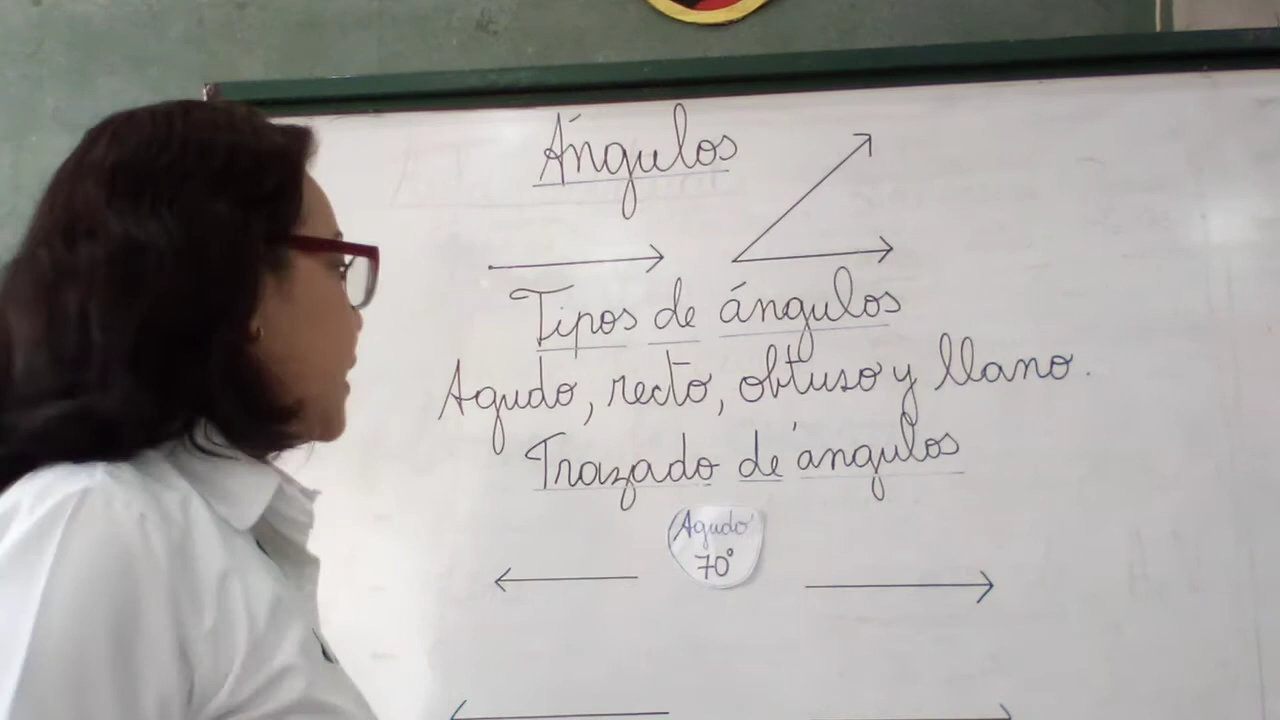 Ángulos
Tipos de ángulos
Agudo, recto, obtuso y llano.
Trazado de ángulos
Agudo
70°